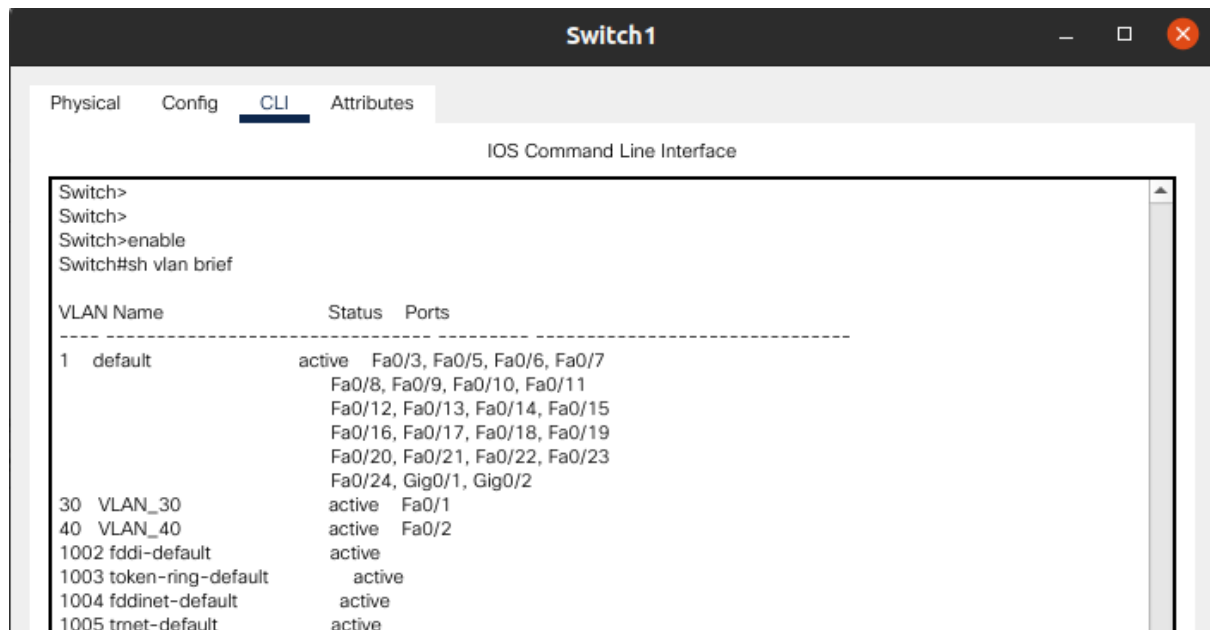 Switch1
Physical Config CLI Attributes
IOS Command Line Interface
Switch>
Switch>
Switch>enable
Switch#sh vlan brief
VLAN Name Status Ports
---- -------------------------------- --------- -------------------------------
1 default active Fa0/3, Fa0/5, Fa0/6, Fa0/7
Fa0/8, Fa0/9, Fa0/10, Fa0/11
Fa0/12, Fa0/13, Fa0/14, Fa0/15
Fa0/16, Fa0/17, Fa0/18, Fa0/19
Fa0/20, Fa0/21, Fa0/22, Fa0/23
Fa0/24, Gig0/1, Gig0/2
30 VLAN_30 active Fa0/1
40 VLAN_40 active Fa0/2
1002 fddi-default active
1003 token-ring-default active
1004 fddinet-default active
1005 trnet-default active